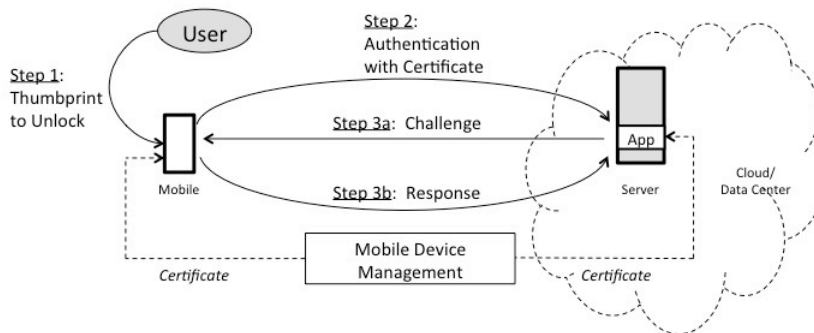 User
Step 1:
Thumbprint
to Unlock
Step 2:
Authentication
with Certificate
Step 3a: Challenge
App
Mobile
Server
Cloud/
Data Center
Step 3b: Response
Mobile Device
Management
Certificate
Certificate